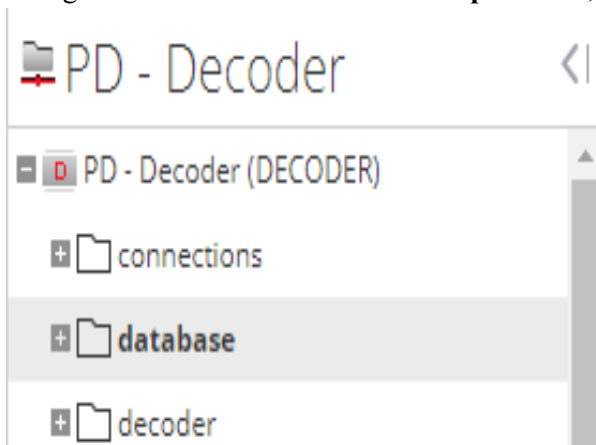 PD - Decoder
D PD - Decoder (DECODER)
connections
database
decoder